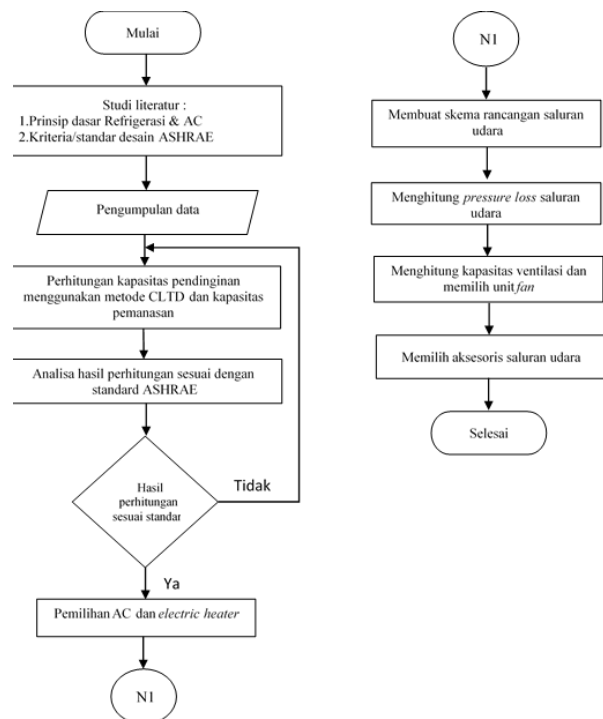 Mulai
Studi literatur :
1.Prinsip dasar Refrigerasi & AC
2.Kriteria/standar desain ASHRAE
Pengumpulan data
Perhitungan kapasitas pendinginan
menggunakan metode CLTD dan kapasitas
pemanasan
Analisa hasil perhitungan sesuai dengan
standard ASHRAE
Hasil
perhitungan
sesuai standar
Tidak
Ya
Pemilihan AC dan electric heater
N1
N1
Membuat skema rancangan saluran
udara
Menghitung pressure loss saluran
udara
Menghitung kapasitas ventilasi dan
memilih unit fan
Memilih aksesoris saluran udara
Selesai